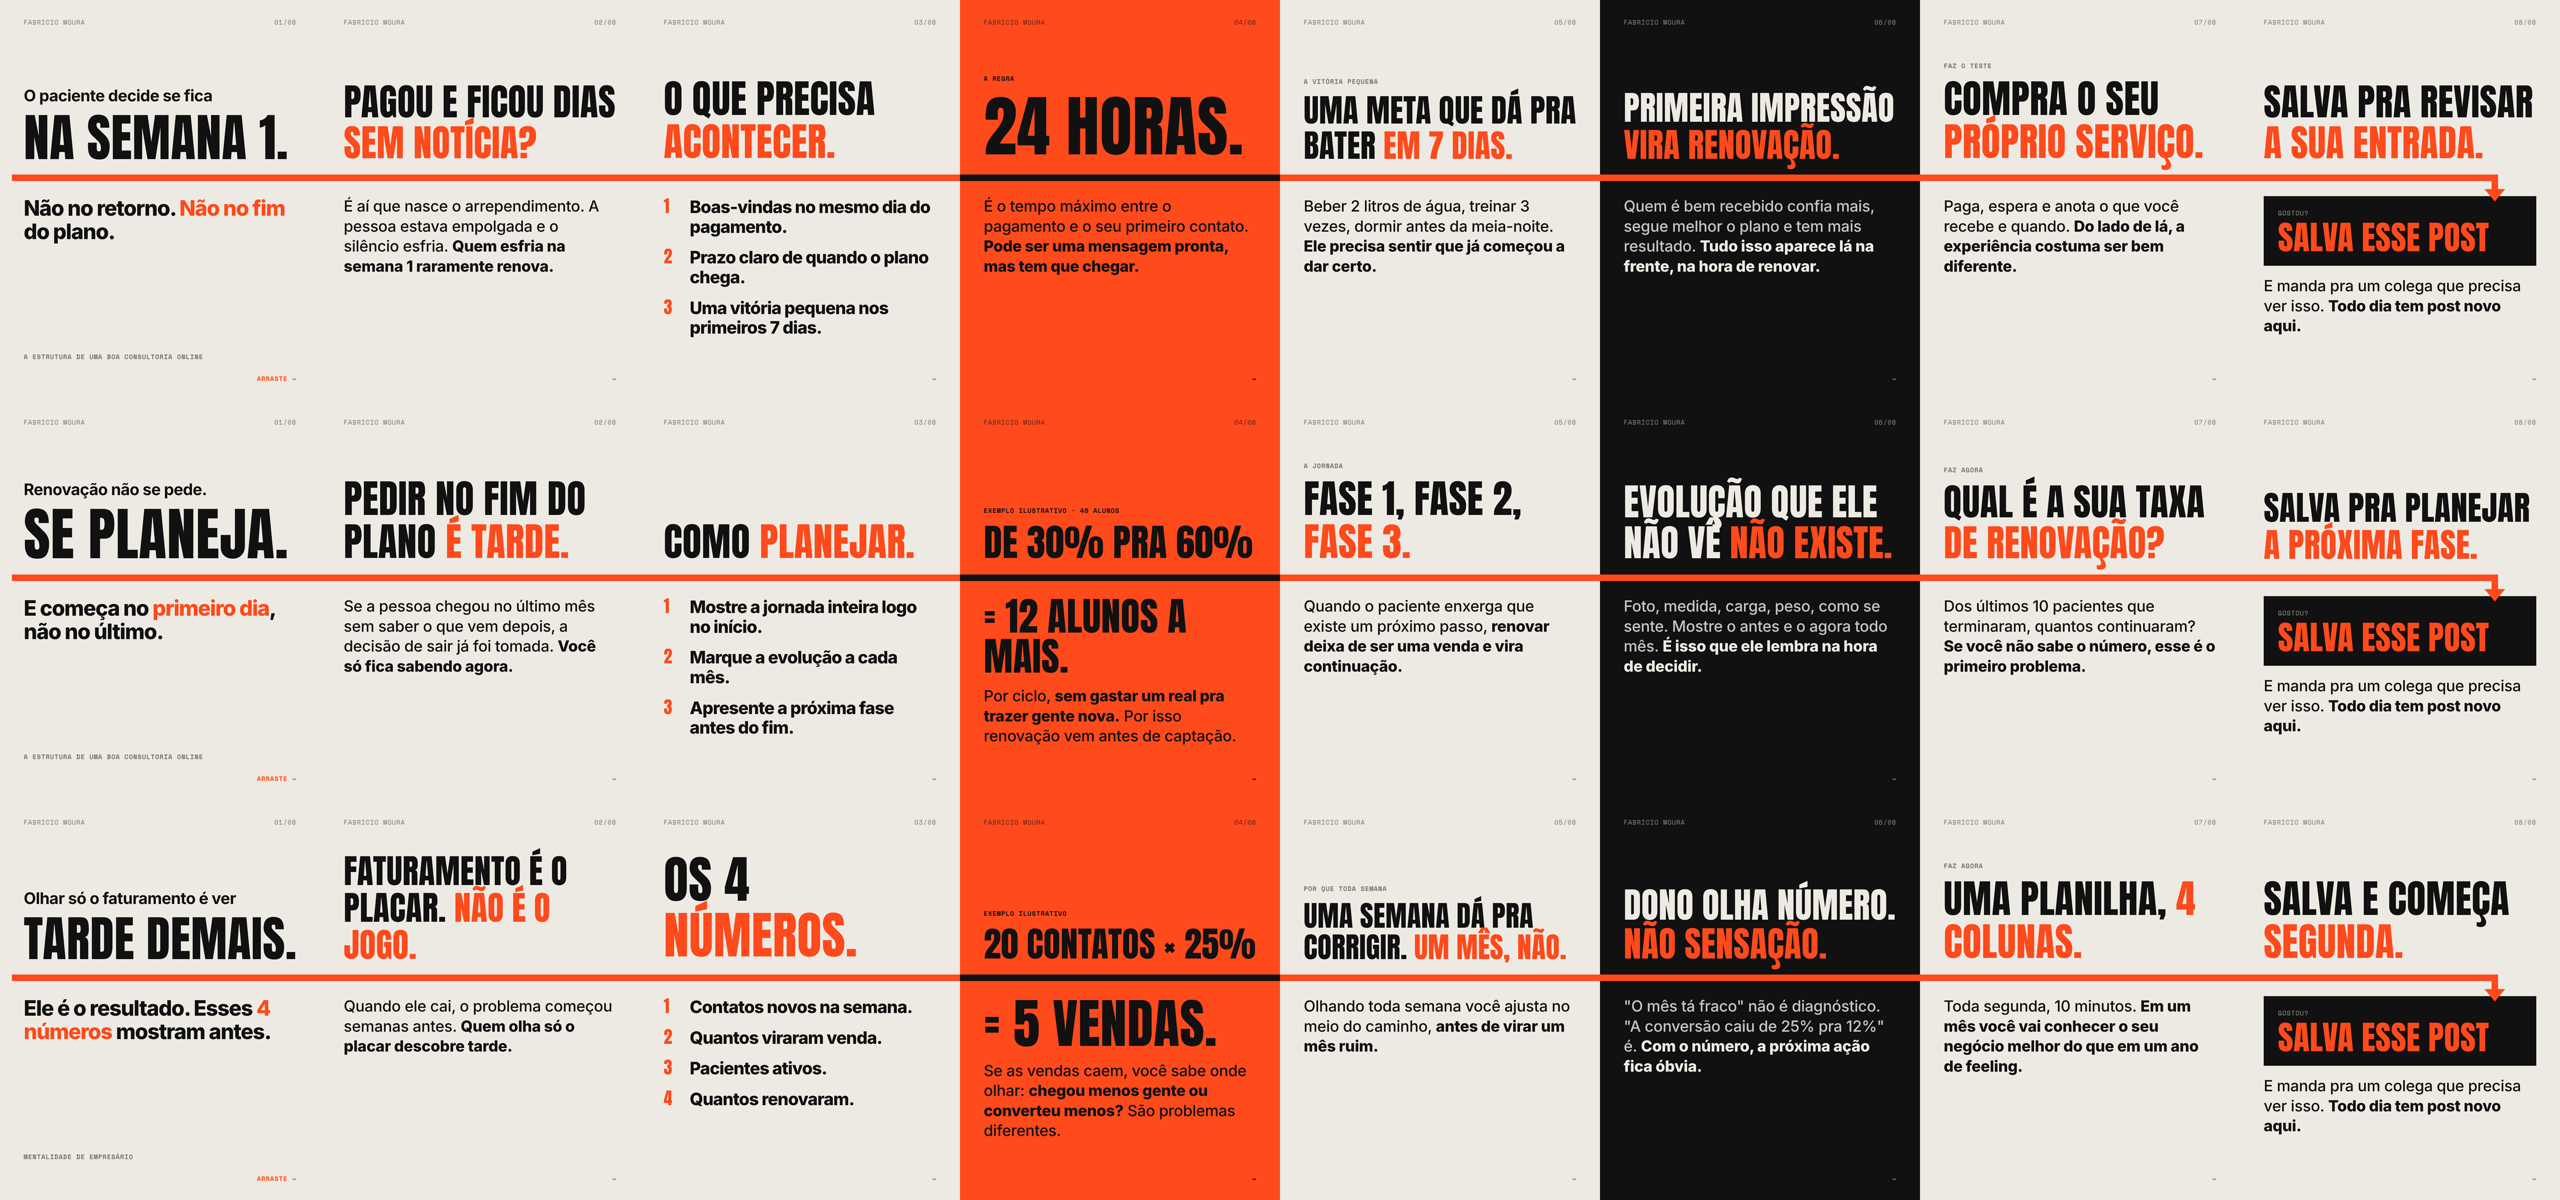 FABRICIO MOURA
01/08
O paciente decide se fica
NA SEMANA 1.
Não no retorno. Não no fim
do plano.
A ESTRUTURA DE UMA BOA CONSULTORIA ONLINE
ARRASTE →
FABRICIO MOURA
02/08
PAGOU E FICOU DIAS
SEM NOTÍCIA?
É aí que nasce o arrependimento. A
pessoa estava empolgada e o
silêncio esfria. Quem esfria na
semana 1 raramente renova.
→
FABRICIO MOURA
03/08
O QUE PRECISA
ACONTECER.
1 Boas-vindas no mesmo dia do
pagamento.
2 Prazo claro de quando o plano
chega.
3 Uma vitória pequena nos
primeiros 7 dias.
→
FABRICIO MOURA
04/08
A REGRA
24 HORAS.
É o tempo máximo entre o
pagamento e o seu primeiro contato.
Pode ser uma mensagem pronta,
mas tem que chegar.
→
FABRICIO MOURA
05/08
A VITÓRIA PEQUENA
UMA META QUE DÁ PRA
BATER EM 7 DIAS.
Beber 2 litros de água, treinar 3
vezes, dormir antes da meia-noite.
Ele precisa sentir que já começou a
dar certo.
→
FABRICIO MOURA
06/08
PRIMEIRA IMPRESSÃO
VIRA RENOVAÇÃO.
Quem é bem recebido confia mais,
segue melhor o plano e tem mais
resultado. Tudo isso aparece lá na
frente, na hora de renovar.
→
FABRICIO MOURA
07/08
FAZ O TESTE
COMPRA O SEU
PRÓPRIO SERVIÇO.
Paga, espera e anota o que você
recebe e quando. Do lado de lá, a
experiência costuma ser bem
diferente.
→
FABRICIO MOURA
08/08
SALVA PRA REVISAR
A SUA ENTRADA.
GOSTOU?
SALVA ESSE POST
E manda pra um colega que precisa
ver isso. Todo dia tem post novo
aqui.
→
FABRICIO MOURA
01/08
Renovação não se pede.
SE PLANEJA.
E começa no primeiro dia,
não no último.
A ESTRUTURA DE UMA BOA CONSULTORIA ONLINE
ARRASTE →
FABRICIO MOURA
02/08
PEDIR NO FIM DO
PLANO É TARDE.
Se a pessoa chegou no último mês
sem saber o que vem depois, a
decisão de sair já foi tomada. Você
só fica sabendo agora.
→
FABRICIO MOURA
03/08
COMO PLANEJAR.
1 Mostre a jornada inteira logo
no início.
2 Marque a evolução a cada
mês.
3 Apresente a próxima fase
antes do fim.
→
FABRICIO MOURA
04/08
EXEMPLO ILUSTRATIVO · 40 ALUNOS
DE 30% PRA 60%
= 12 ALUNOS A
MAIS.
Por ciclo, sem gastar um real pra
trazer gente nova. Por isso
renovação vem antes de captação.
→
FABRICIO MOURA
05/08
A JORNADA
FASE 1, FASE 2,
FASE 3.
Quando o paciente enxerga que
existe um próximo passo, renovar
deixa de ser uma venda e vira
continuação.
→
FABRICIO MOURA
06/08
EVOLUÇÃO QUE ELE
NÃO VÊ NÃO EXISTE.
Foto, medida, carga, peso, como se
sente. Mostre o antes e o agora todo
mês. É isso que ele lembra na hora
de decidir.
→
FABRICIO MOURA
07/08
FAZ AGORA
QUAL É A SUA TAXA
DE RENOVAÇÃO?
Dos últimos 10 pacientes que
terminaram, quantos continuaram?
Se você não sabe o número, esse é o
primeiro problema.
→
FABRICIO MOURA
08/08
SALVA PRA PLANEJAR
A PRÓXIMA FASE.
GOSTOU?
SALVA ESSE POST
E manda pra um colega que precisa
ver isso. Todo dia tem post novo
aqui.
→
FABRICIO MOURA
01/08
Olhar só o faturamento é ver
TARDE DEMAIS.
Ele é o resultado. Esses 4
números mostram antes.
MENTALIDADE DE EMPRESÁRIO
ARRASTE →
FABRICIO MOURA
02/08
FATURAMENTO É O
PLACAR. NÃO É O
JOGO.
Quando ele cai, o problema começou
semanas antes. Quem olha só o
placar descobre tarde.
→
FABRICIO MOURA
03/08
OS 4
NÚMEROS.
1 Contatos novos na semana.
2 Quantos viraram venda.
3 Pacientes ativos.
4 Quantos renovaram.
→
FABRICIO MOURA
04/08
EXEMPLO ILUSTRATIVO
20 CONTATOS × 25%
= 5 VENDAS.
Se as vendas caem, você sabe onde
olhar: chegou menos gente ou
converteu menos? São problemas
diferentes.
→
FABRICIO MOURA
05/08
POR QUE TODA SEMANA
UMA SEMANA DÁ PRA
CORRIGIR. UM MÊS, NÃO.
Olhando toda semana você ajusta no
meio do caminho, antes de virar um
mês ruim.
→
FABRICIO MOURA
06/08
DONO OLHA NÚMERO.
NÃO SENSAÇÃO.
"O mês tá fraco" não é diagnóstico.
"A conversão caiu de 25% pra 12%"
é. Com o número, a próxima ação
fica óbvia.
→
FABRICIO MOURA
07/08
FAZ AGORA
UMA PLANILHA, 4
COLUNAS.
Toda segunda, 10 minutos. Em um
mês você vai conhecer o seu
negócio melhor do que em um ano
de feeling.
→
FABRICIO MOURA
08/08
SALVA E COMEÇA
SEGUNDA.
GOSTOU?
SALVA ESSE POST
E manda pra um colega que precisa
ver isso. Todo dia tem post novo
aqui.
→